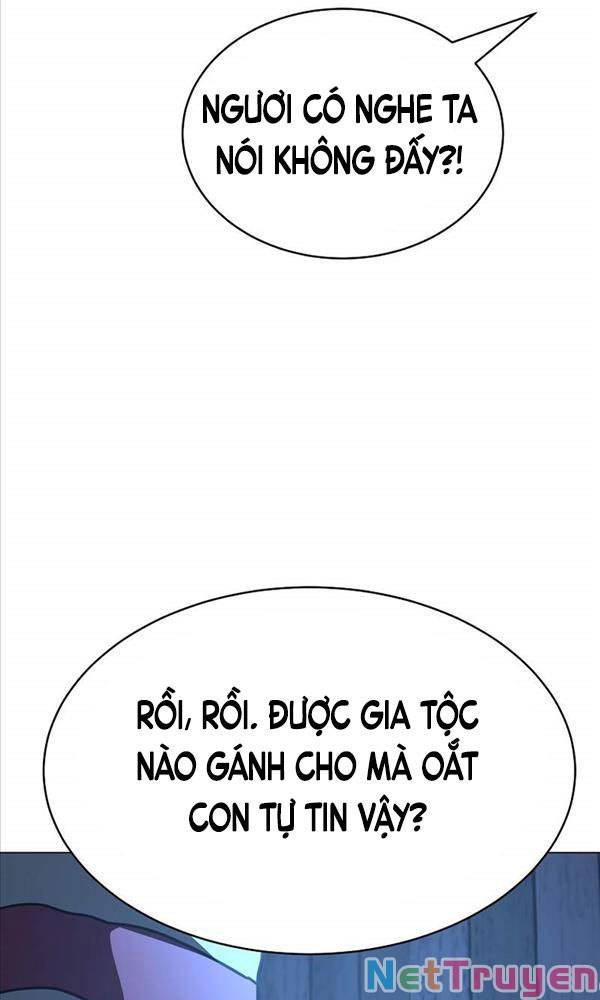 NGƯƠI CÓ NGHE TA
NÓI KHÔNG ĐẤY?!
RỒI, RỒI. ĐƯỢC GIA TỘC
NÀO GÁNH CHO MÀ OẮT
CON TỰ TIN VẬY?
NetTruyen